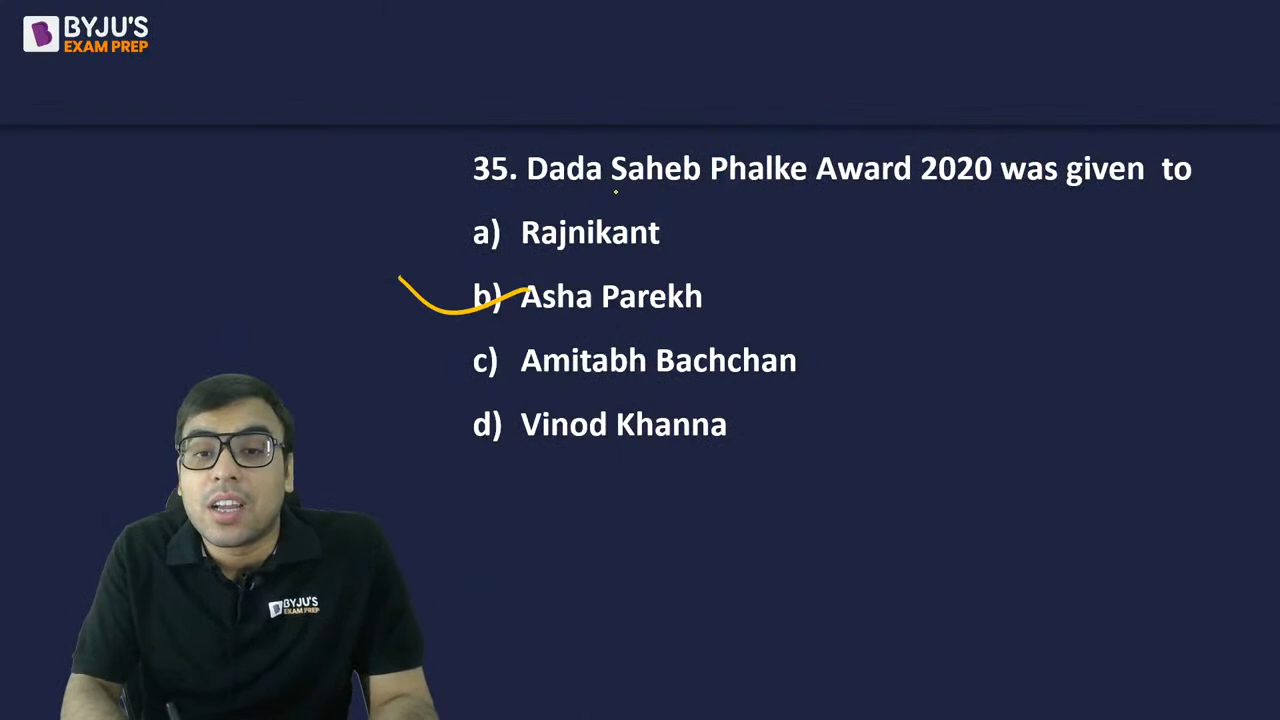 BYJU'S
EXAM PREP
35. Dada Saheb Phalke Award 2020 was given to
a) Rajnikant
b) Asha Parekh
c) Amitabh Bachchan
d) Vinod Khanna
BYJU'S
EXAM PREP